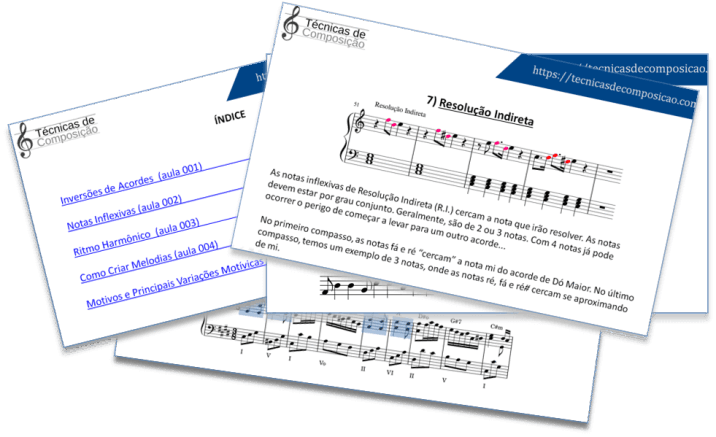 Técnicas de
Composição
https://tecnicasdecomposicao.com
7) Resolução Indireta
51
Resolução Indireta
As notas inflexivas de Resolução Indireta (R.I.) cercam a nota que irão resolver. As notas
devem estar por grau conjunto. Geralmente, são de 2 ou 3 notas. Com 4 notas já pode
ocorrer o perigo de começar a levar para um outro acorde...
No primeiro compasso, as notas fá e ré “cercam” a nota mi do acorde de Dó Maior. No último
compasso, temos um exemplo de 3 notas, onde as notas ré, fá e ré# cercam se aproximando
de mi.
/tecnicasdecomposicao.
Técnicas de
Composição
ht
ÍNDICE
Inversões de Acordes (aula 001)
Notas Inflexivas (aula 002)
Ritmo Harmônico (aula 003)
Como Criar Melodias (aula 004)
Motivos e Principais Variações Motívicas
G#7
C#m
I V I V° I VI II V I